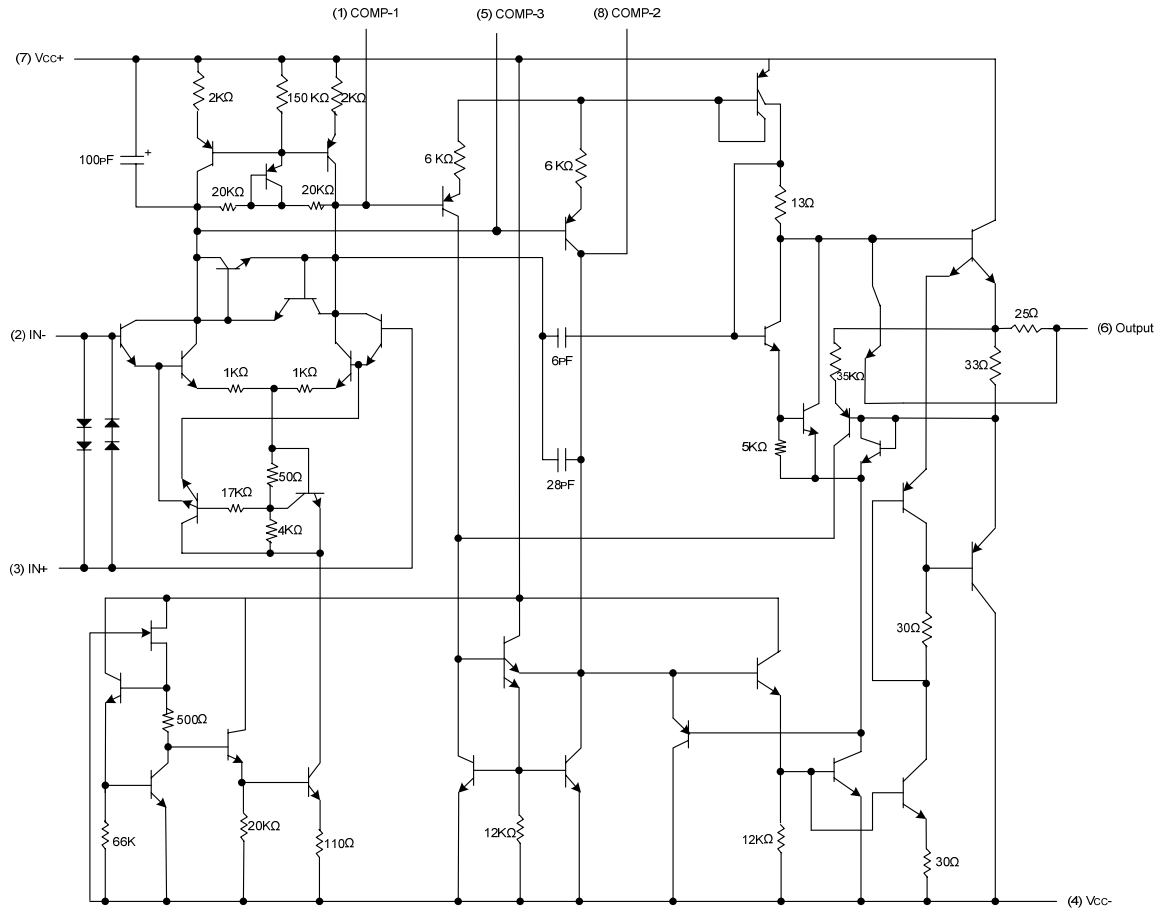 (1) COMP-1
(5) COMP-3
(8) COMP-2
(7) VCC+
2KΩ
150 KΩ
2KΩ
100PF
+
6 KΩ
6 KΩ
20KΩ
20KΩ
13Ω
25Ω
(6) Output
(2) IN-
6PF
35KΩ
33Ω
1KΩ
1KΩ
5KΩ
50Ω
28PF
17KΩ
4KΩ
(3) IN+
30Ω
500Ω
20KΩ
12KΩ
12KΩ
66K
110Ω
30Ω
(4) VCC-